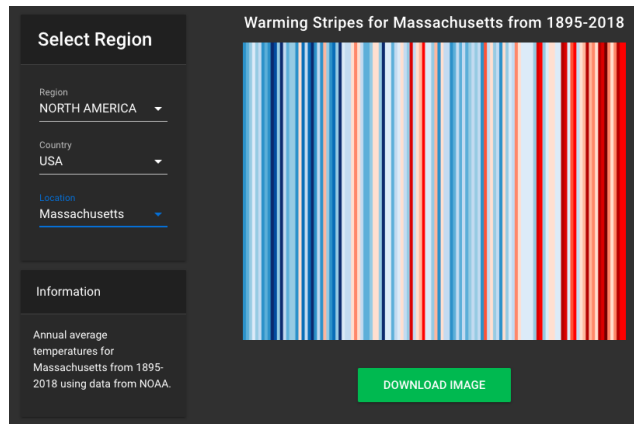 Select Region
Region
NORTH AMERICA
Country
USA
Location
Massachusetts
Information
Annual average
temperatures for
Massachusetts from 1895-
2018 using data from NOAA.
Warming Stripes for Massachusetts from 1895-2018
DOWNLOAD IMAGE